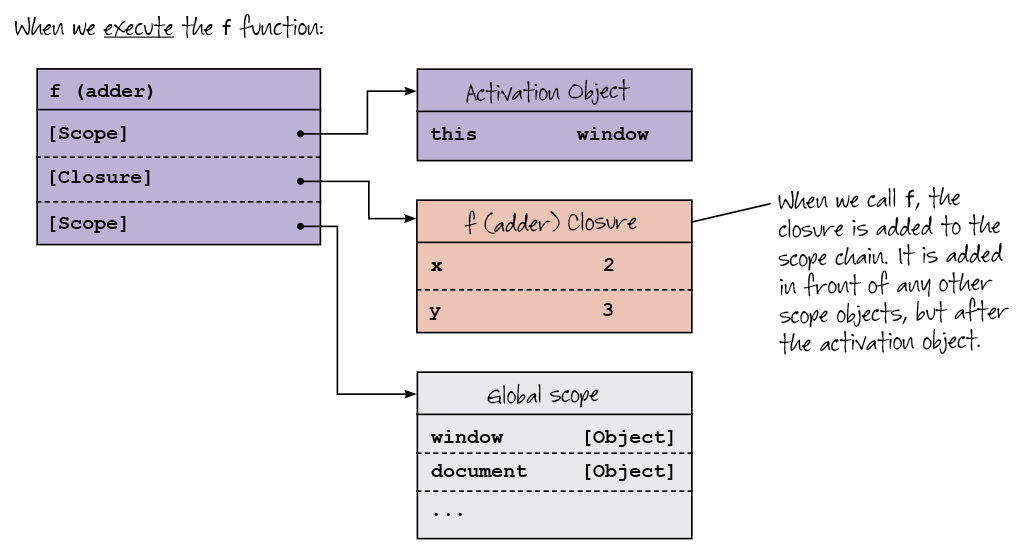 When we execute the f function:
f (adder)
[Scope]
[Closure]
[Scope]
Activation Object
this window
f (adder) Closure
x 2
y 3
Global scope
window [Object]
document [Object]
...
When we call f, the
closure is added to the
scope chain. It is added
in front of any other
scope objects, but after
the activation object.